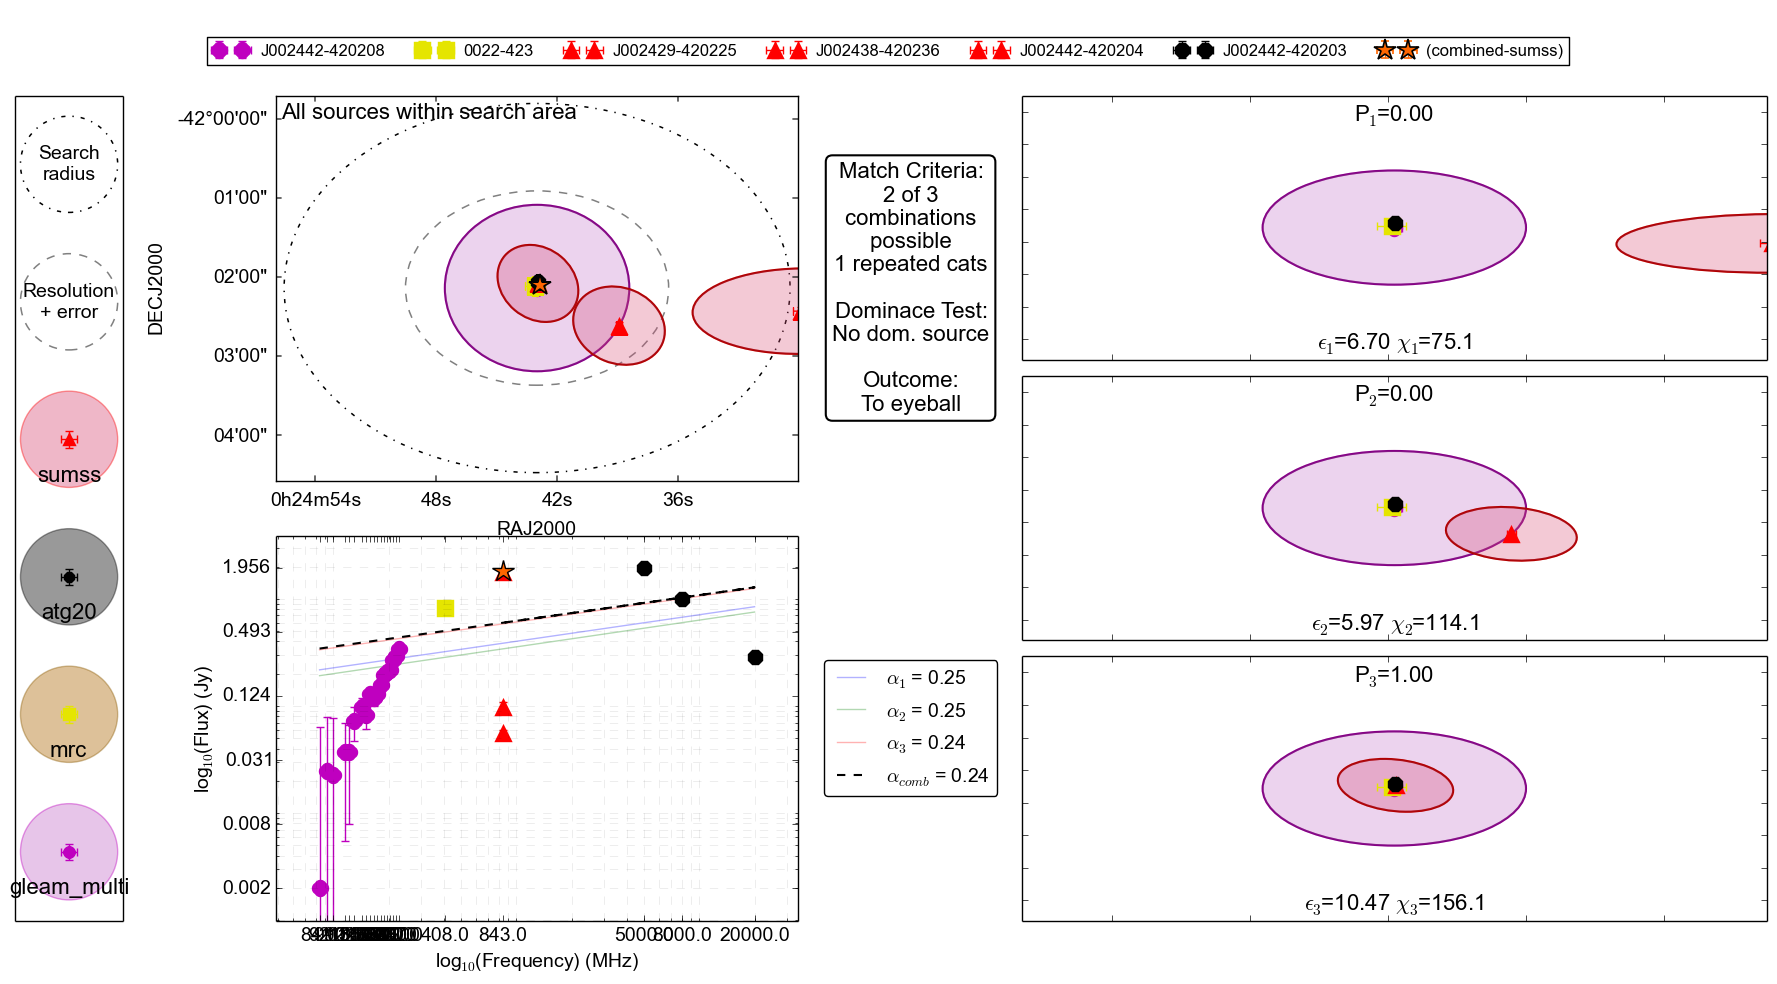 J002442-420208
0022-423
J002429-420225
J002438-420236
J002442-420204
J002442-420203
(combined-sumss)
Search
radius
Resolution
+ error
sumss
atg20
mrc
gleam_multi
All sources within search area
DECJ2000
-42°00'00"
01'00"
02'00"
03'00"
04'00"
0h24m54s
48s
42s
36s
RAJ2000
Match Criteria:
2 of 3
combinations
possible
1 repeated cats
Dominace Test:
No dom. source
Outcome:
To eyeball
log10(Flux) (Jy)
1.956
0.493
0.124
0.031
0.008
0.002
408.0
843.0
5000.0
8000.0
20000.0
log10(Frequency) (MHz)
α1 = 0.25
α2 = 0.25
α3 = 0.24
αcomb = 0.24
P1=0.00
ϵ1=6.70 χ1=75.1
P2=0.00
ϵ2=5.97 χ2=114.1
P3=1.00
ϵ3=10.47 χ3=156.1